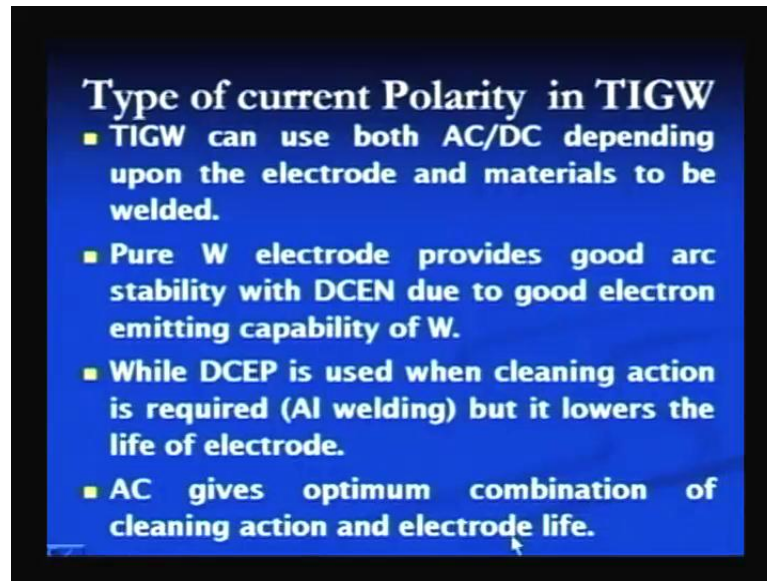 Type of current Polarity in TIGW
TIGW can use both AC/DC depending
upon the electrode and materials to be
welded.
Pure W electrode provides good arc
stability with DCEN due to good electron
emitting capability of W.
While DCEP is used when cleaning action
is required (Al welding) but it lowers the
life of electrode.
AC gives optimum combination of
cleaning action and electrode life.